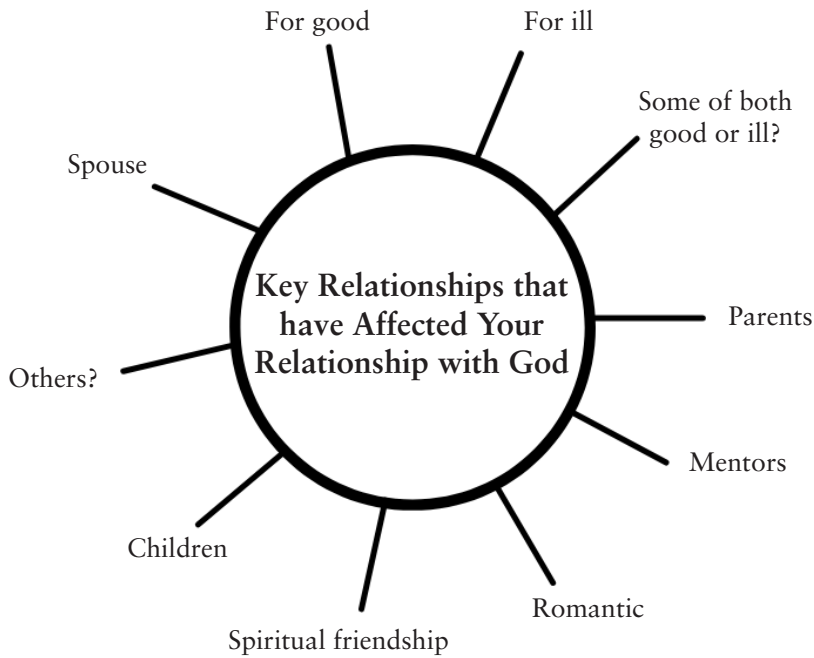 For good
For ill
Some of both
good or ill?
Spouse
Key Relationships that
have Affected Your
Relationship with God
Parents
Others?
Mentors
Children
Romantic
Spiritual friendship